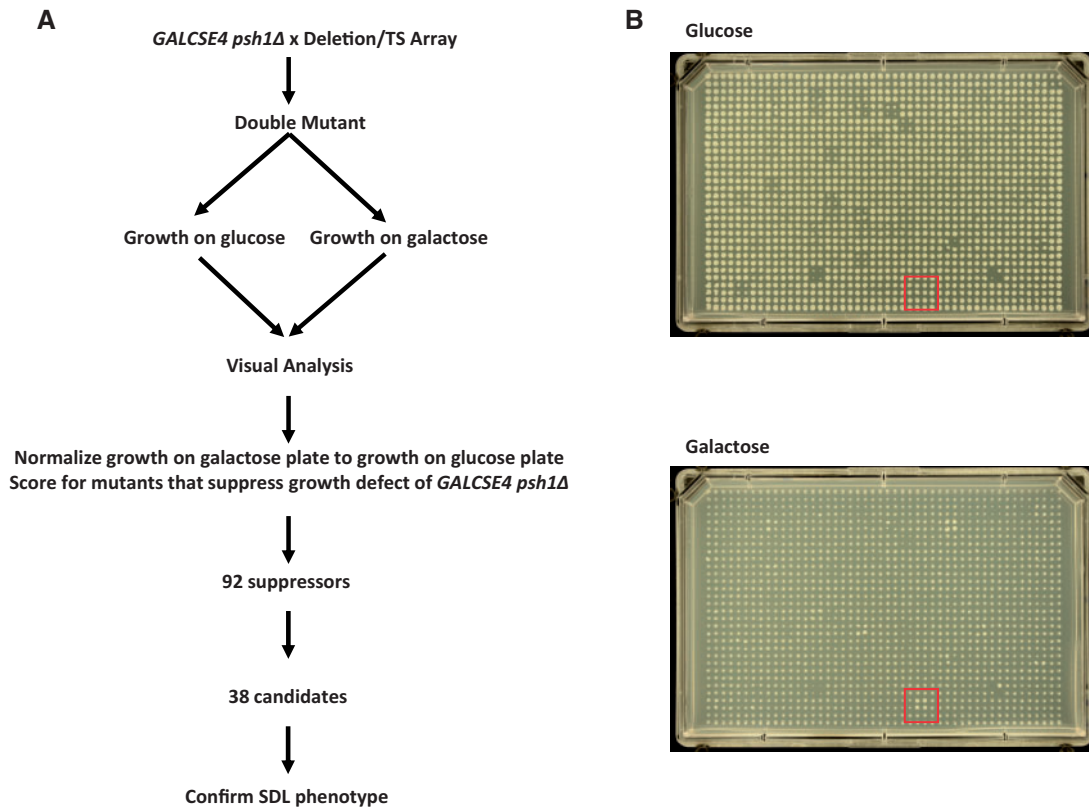 A
GALCSE4 psh1Δ x Deletion/TS Array
Double Mutant
Growth on glucose
Growth on galactose
Visual Analysis
Normalize growth on galactose plate to growth on glucose plate
Score for mutants that suppress growth defect of GALCSE4 psh1Δ
92 suppressors
38 candidates
Confirm SDL phenotype
B
Glucose
Galactose